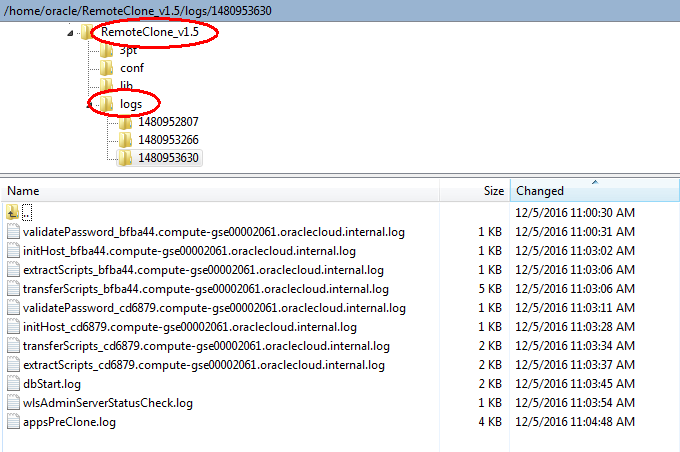 /home/oracle/RemoteClone_v1.5/logs/1480953630
RemoteClone_v1.5
3pt
conf
lib
logs
1480952807
1480953266
1480953630
Name Size Changed
.. 12/5/2016 11:00:30 AM
validatePassword_bfba44.compute-gse00002061.oraclecloud.internal.log 1 KB 12/5/2016 11:00:31 AM
initHost_bfba44.compute-gse00002061.oraclecloud.internal.log 1 KB 12/5/2016 11:03:02 AM
extractScripts_bfba44.compute-gse00002061.oraclecloud.internal.log 1 KB 12/5/2016 11:03:06 AM
transferScripts_bfba44.compute-gse00002061.oraclecloud.internal.log 5 KB 12/5/2016 11:03:06 AM
validatePassword_cd6879.compute-gse00002061.oraclecloud.internal.log 1 KB 12/5/2016 11:03:11 AM
initHost_cd6879.compute-gse00002061.oraclecloud.internal.log 1 KB 12/5/2016 11:03:28 AM
transferScripts_cd6879.compute-gse00002061.oraclecloud.internal.log 2 KB 12/5/2016 11:03:34 AM
extractScripts_cd6879.compute-gse00002061.oraclecloud.internal.log 2 KB 12/5/2016 11:03:37 AM
dbStart.log 2 KB 12/5/2016 11:03:45 AM
wlsAdminServerStatusCheck.log 1 KB 12/5/2016 11:03:54 AM
appsPreClone.log 4 KB 12/5/2016 11:04:48 AM